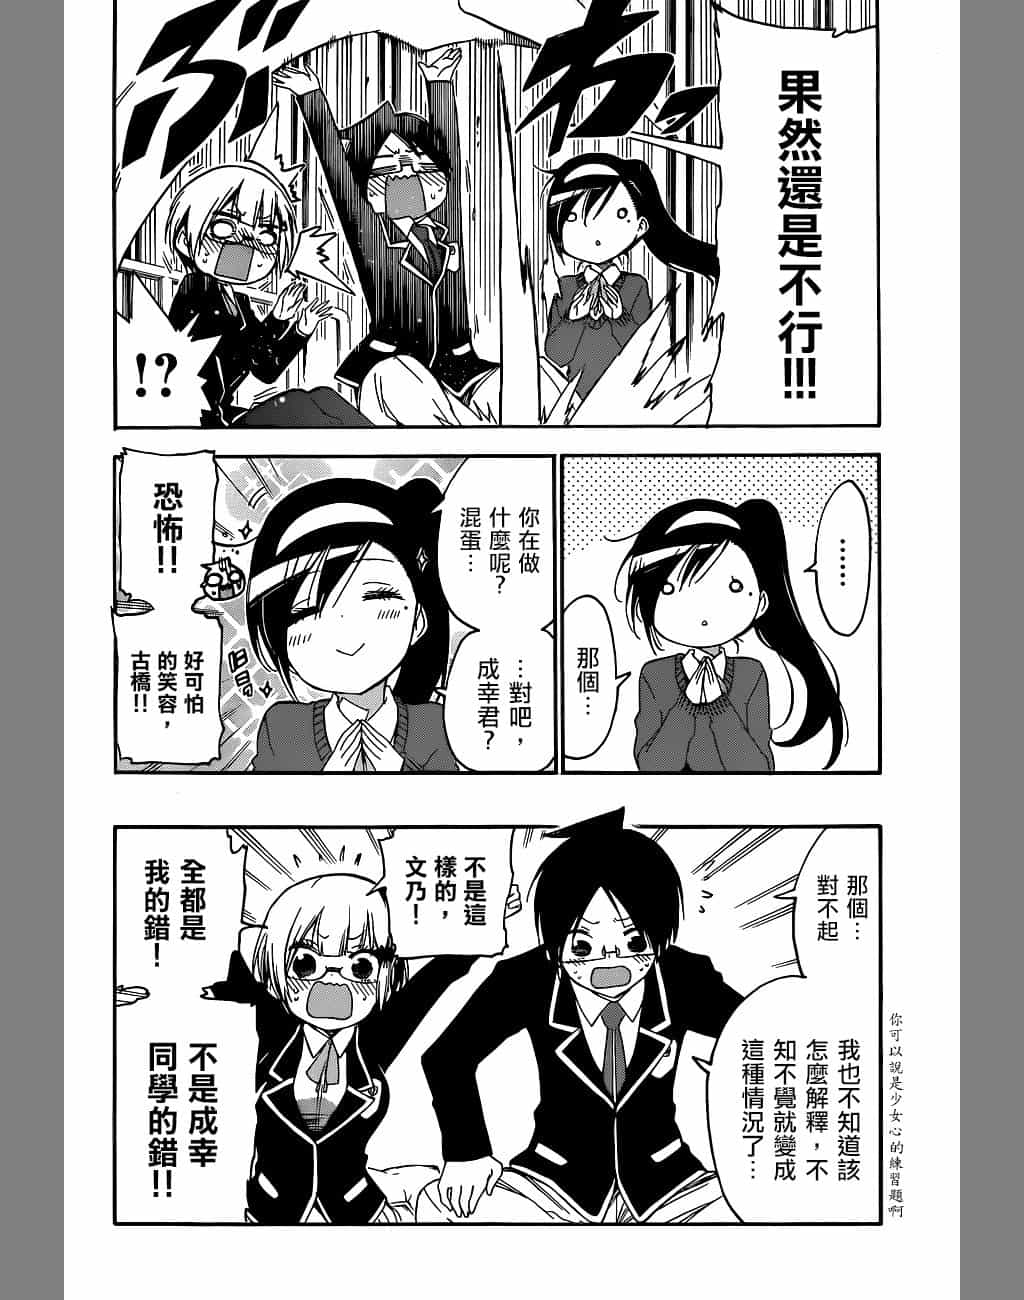 果然還是不行!!!
わっ
ぶ
!?
……
那個…
你在做
什麼呢?
混蛋…
…對吧,
成幸君?
恐怖!!
好可怕
的笑容,
古橋!!
那個…
對不起
我也不知道該
怎麼解釋,不
知不覺就變成
這種情況了…
不是這
樣的,
文乃!
全都是
我的錯!
不是成幸
同學的錯!!
你可以說是少女心的練習題啊